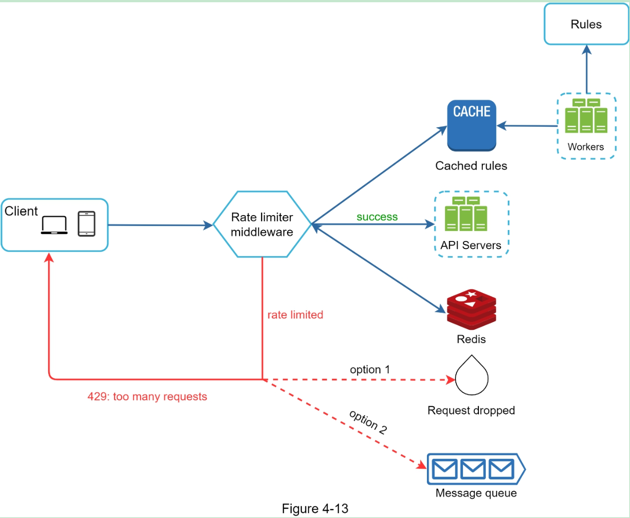 Rules
CACHE
Workers
Cached rules
Client
Rate limiter
middleware
success
API Servers
rate limited
Redis
option 1
429: too many requests
Request dropped
option 2
Message queue
Figure 4-13